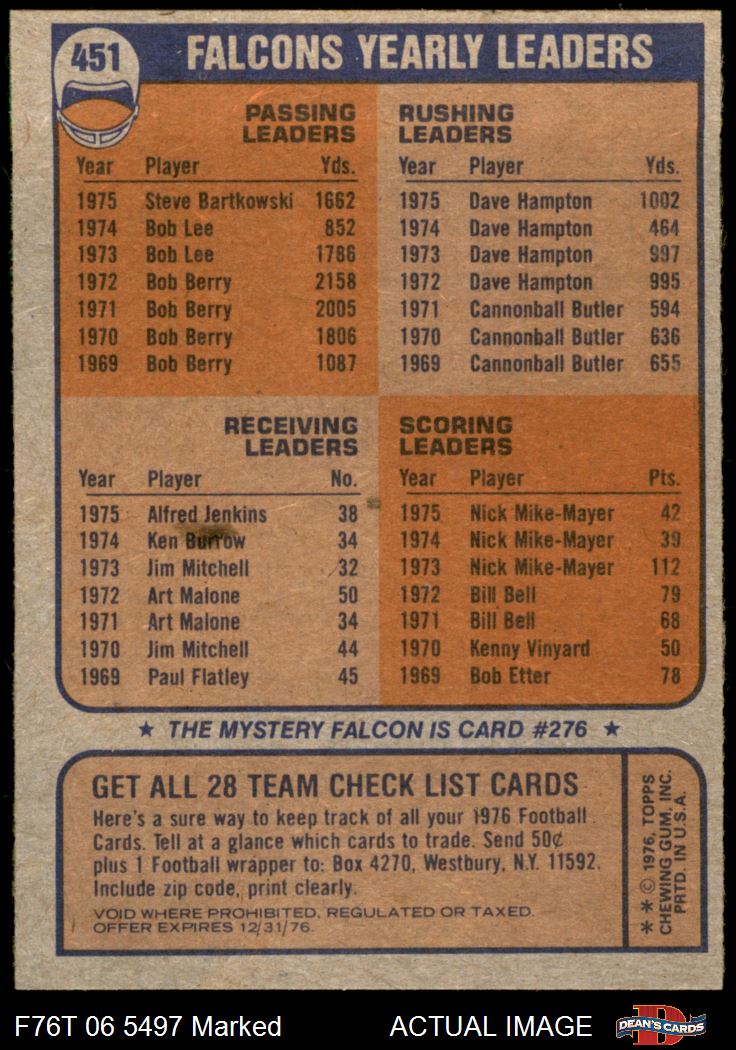 451
FALCONS YEARLY LEADERS
PASSING
LEADERS
Year Player Yds.
1975 Steve Bartkowski 1662
1974 Bob Lee 852
1973 Bob Lee 1786
1972 Bob Berry 2158
1971 Bob Berry 2005
1970 Bob Berry 1806
1969 Bob Berry 1087
RUSHING
LEADERS
Year Player Yds.
1975 Dave Hampton 1002
1974 Dave Hampton 464
1973 Dave Hampton 997
1972 Dave Hampton 995
1971 Cannonball Butler 594
1970 Cannonball Butler 636
1969 Cannonball Butler 655
RECEIVING
LEADERS
Year Player No.
1975 Alfred Jenkins 38
1974 Ken Burrow 34
1973 Jim Mitchell 32
1972 Art Malone 50
1971 Art Malone 34
1970 Jim Mitchell 44
1969 Paul Flatley 45
SCORING
LEADERS
Year Player Pts.
1975 Nick Mike-Mayer 42
1974 Nick Mike-Mayer 39
1973 Nick Mike-Mayer 112
1972 Bill Bell 79
1971 Bill Bell 68
1970 Kenny Vinyard 50
1969 Bob Etter 78
★ THE MYSTERY FALCON IS CARD #276 ★
GET ALL 28 TEAM CHECK LIST CARDS
Here's a sure way to keep track of all your 1976 Football
Cards. Tell at a glance which cards to trade. Send 50¢
plus 1 Football wrapper to: Box 4270, Westbury, N.Y. 11592.
Include zip code, print clearly.
VOID WHERE PROHIBITED, REGULATED OR TAXED.
OFFER EXPIRES 12/31/76.
* * © 1976, TOPPS
CHEWING GUM, INC.
PRTD. IN U.S.A.
F76T 06 5497 Marked
ACTUAL IMAGE
D
DEAN'S CARDS